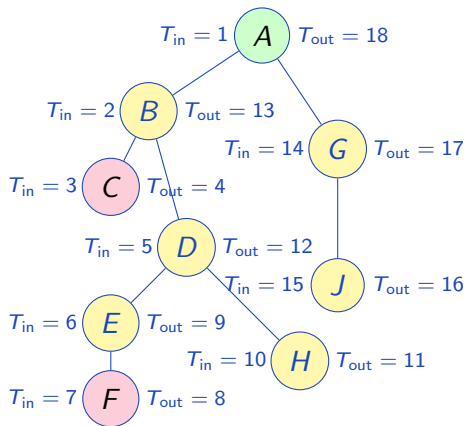 T_in = 1 A T_out = 18
T_in = 2 B T_out = 13
T_in = 14 G T_out = 17
T_in = 3 C T_out = 4
T_in = 5 D T_out = 12
T_in = 15 J T_out = 16
T_in = 6 E T_out = 9
T_in = 10 H T_out = 11
T_in = 7 F T_out = 8